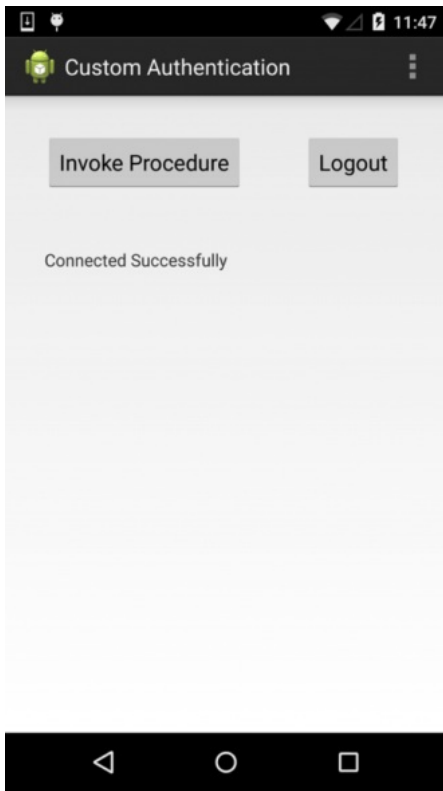 11:47
Custom Authentication
Invoke Procedure Logout
Connected Successfully